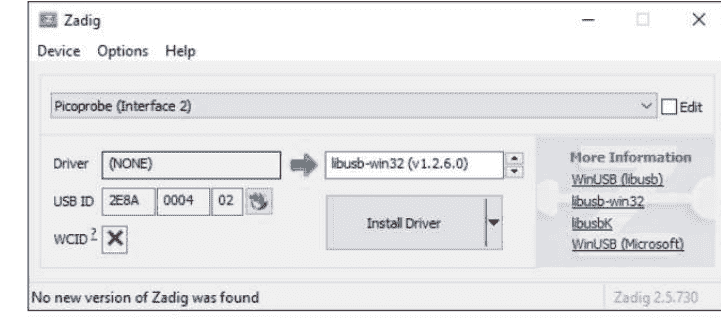 Zadig
Device Options Help
Picoprobe (Interface 2)
Edit
Driver (NONE) libusb-win32 (v1.2.6.0)
USB ID 2E8A 0004 02
WCID ?
Install Driver
More Information
WinUSB (libusb)
libusb-win32
libusbK
WinUSB (Microsoft)
No new version of Zadig was found
Zadig 2.5.730